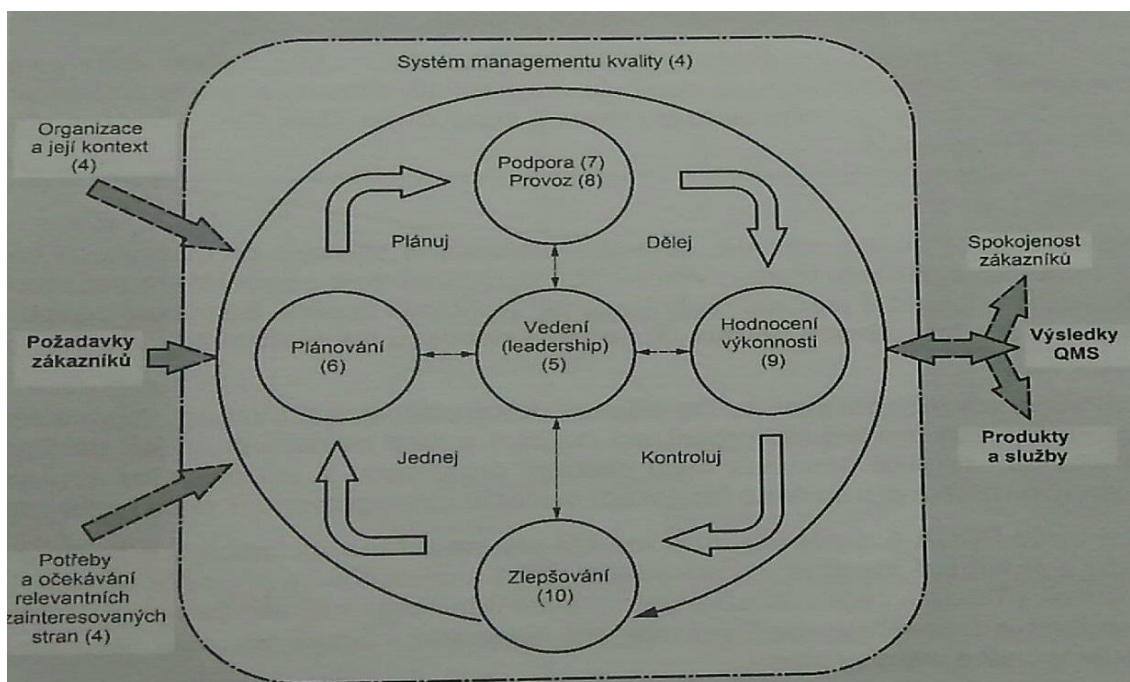 Systém managementu kvality (4)
Organizace
a její kontext
(4)
Podpora (7)
Provoz (8)
Plánuj
Dělej
Spokojenost
zákazníků
Požadavky
zákazníků
Plánování
(6)
Vedení
(leadership)
(5)
Hodnocení
výkonnosti
(9)
Výsledky
QMS
Jednej
Kontroluj
Produkty
a služby
Potřeby
a očekávání
relevantních
zainteresovaných
stran (4)
Zlepšování
(10)